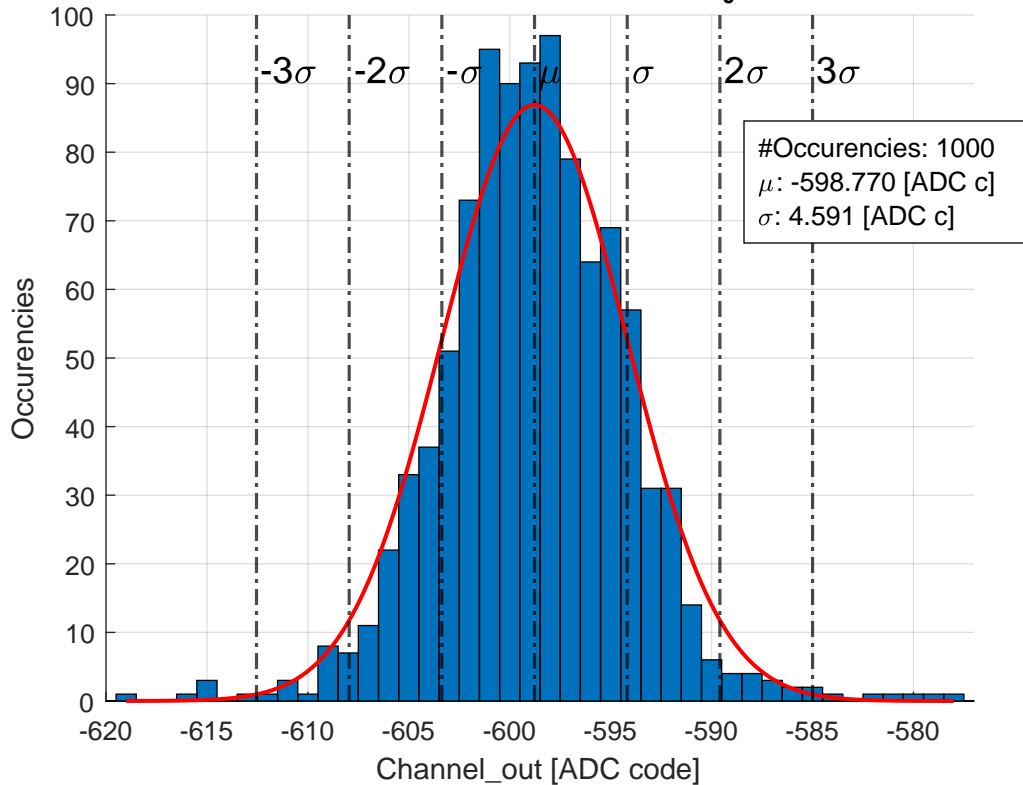 100
90
80
70
60
50
40
30
20
10
0
Occurencies
-3σ
-2σ
-σ
μ
σ
2σ
3σ
#Occurencies: 1000
μ: -598.770 [ADC c]
σ: 4.591 [ADC c]
-620
-615
-610
-605
-600
-595
-590
-585
-580
Channel_out [ADC code]